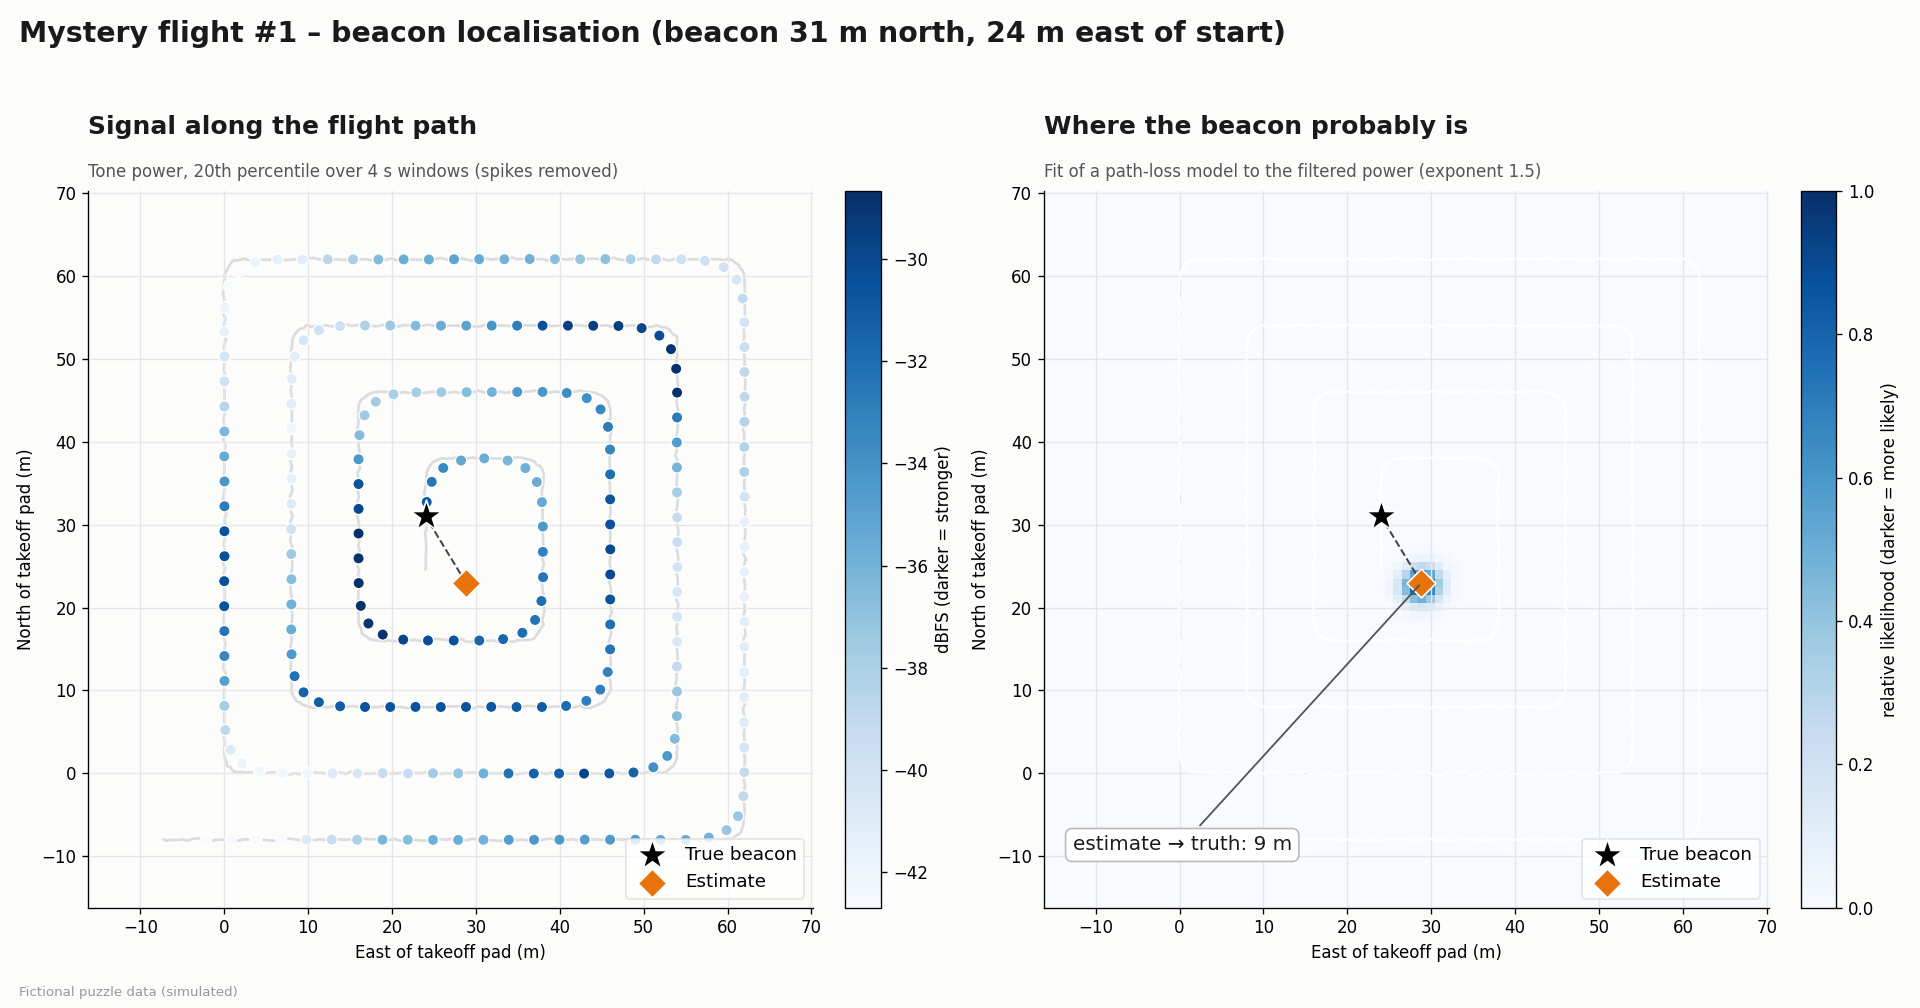 Mystery flight #1 – beacon localisation (beacon 31 m north, 24 m east of start)
Signal along the flight path
Tone power, 20th percentile over 4 s windows (spikes removed)
70
60
50
40
30
20
10
0
−10
North of takeoff pad (m)
−10
0
10
20
30
40
50
60
70
East of takeoff pad (m)
True beacon
Estimate
−30
−32
−34
−36
−38
−40
−42
dBFS (darker = stronger)
Where the beacon probably is
Fit of a path-loss model to the filtered power (exponent 1.5)
70
60
50
40
30
20
10
0
−10
North of takeoff pad (m)
estimate → truth: 9 m
−10
0
10
20
30
40
50
60
70
East of takeoff pad (m)
True beacon
Estimate
1.0
0.8
0.6
0.4
0.2
0.0
relative likelihood (darker = more likely)
Fictional puzzle data (simulated)